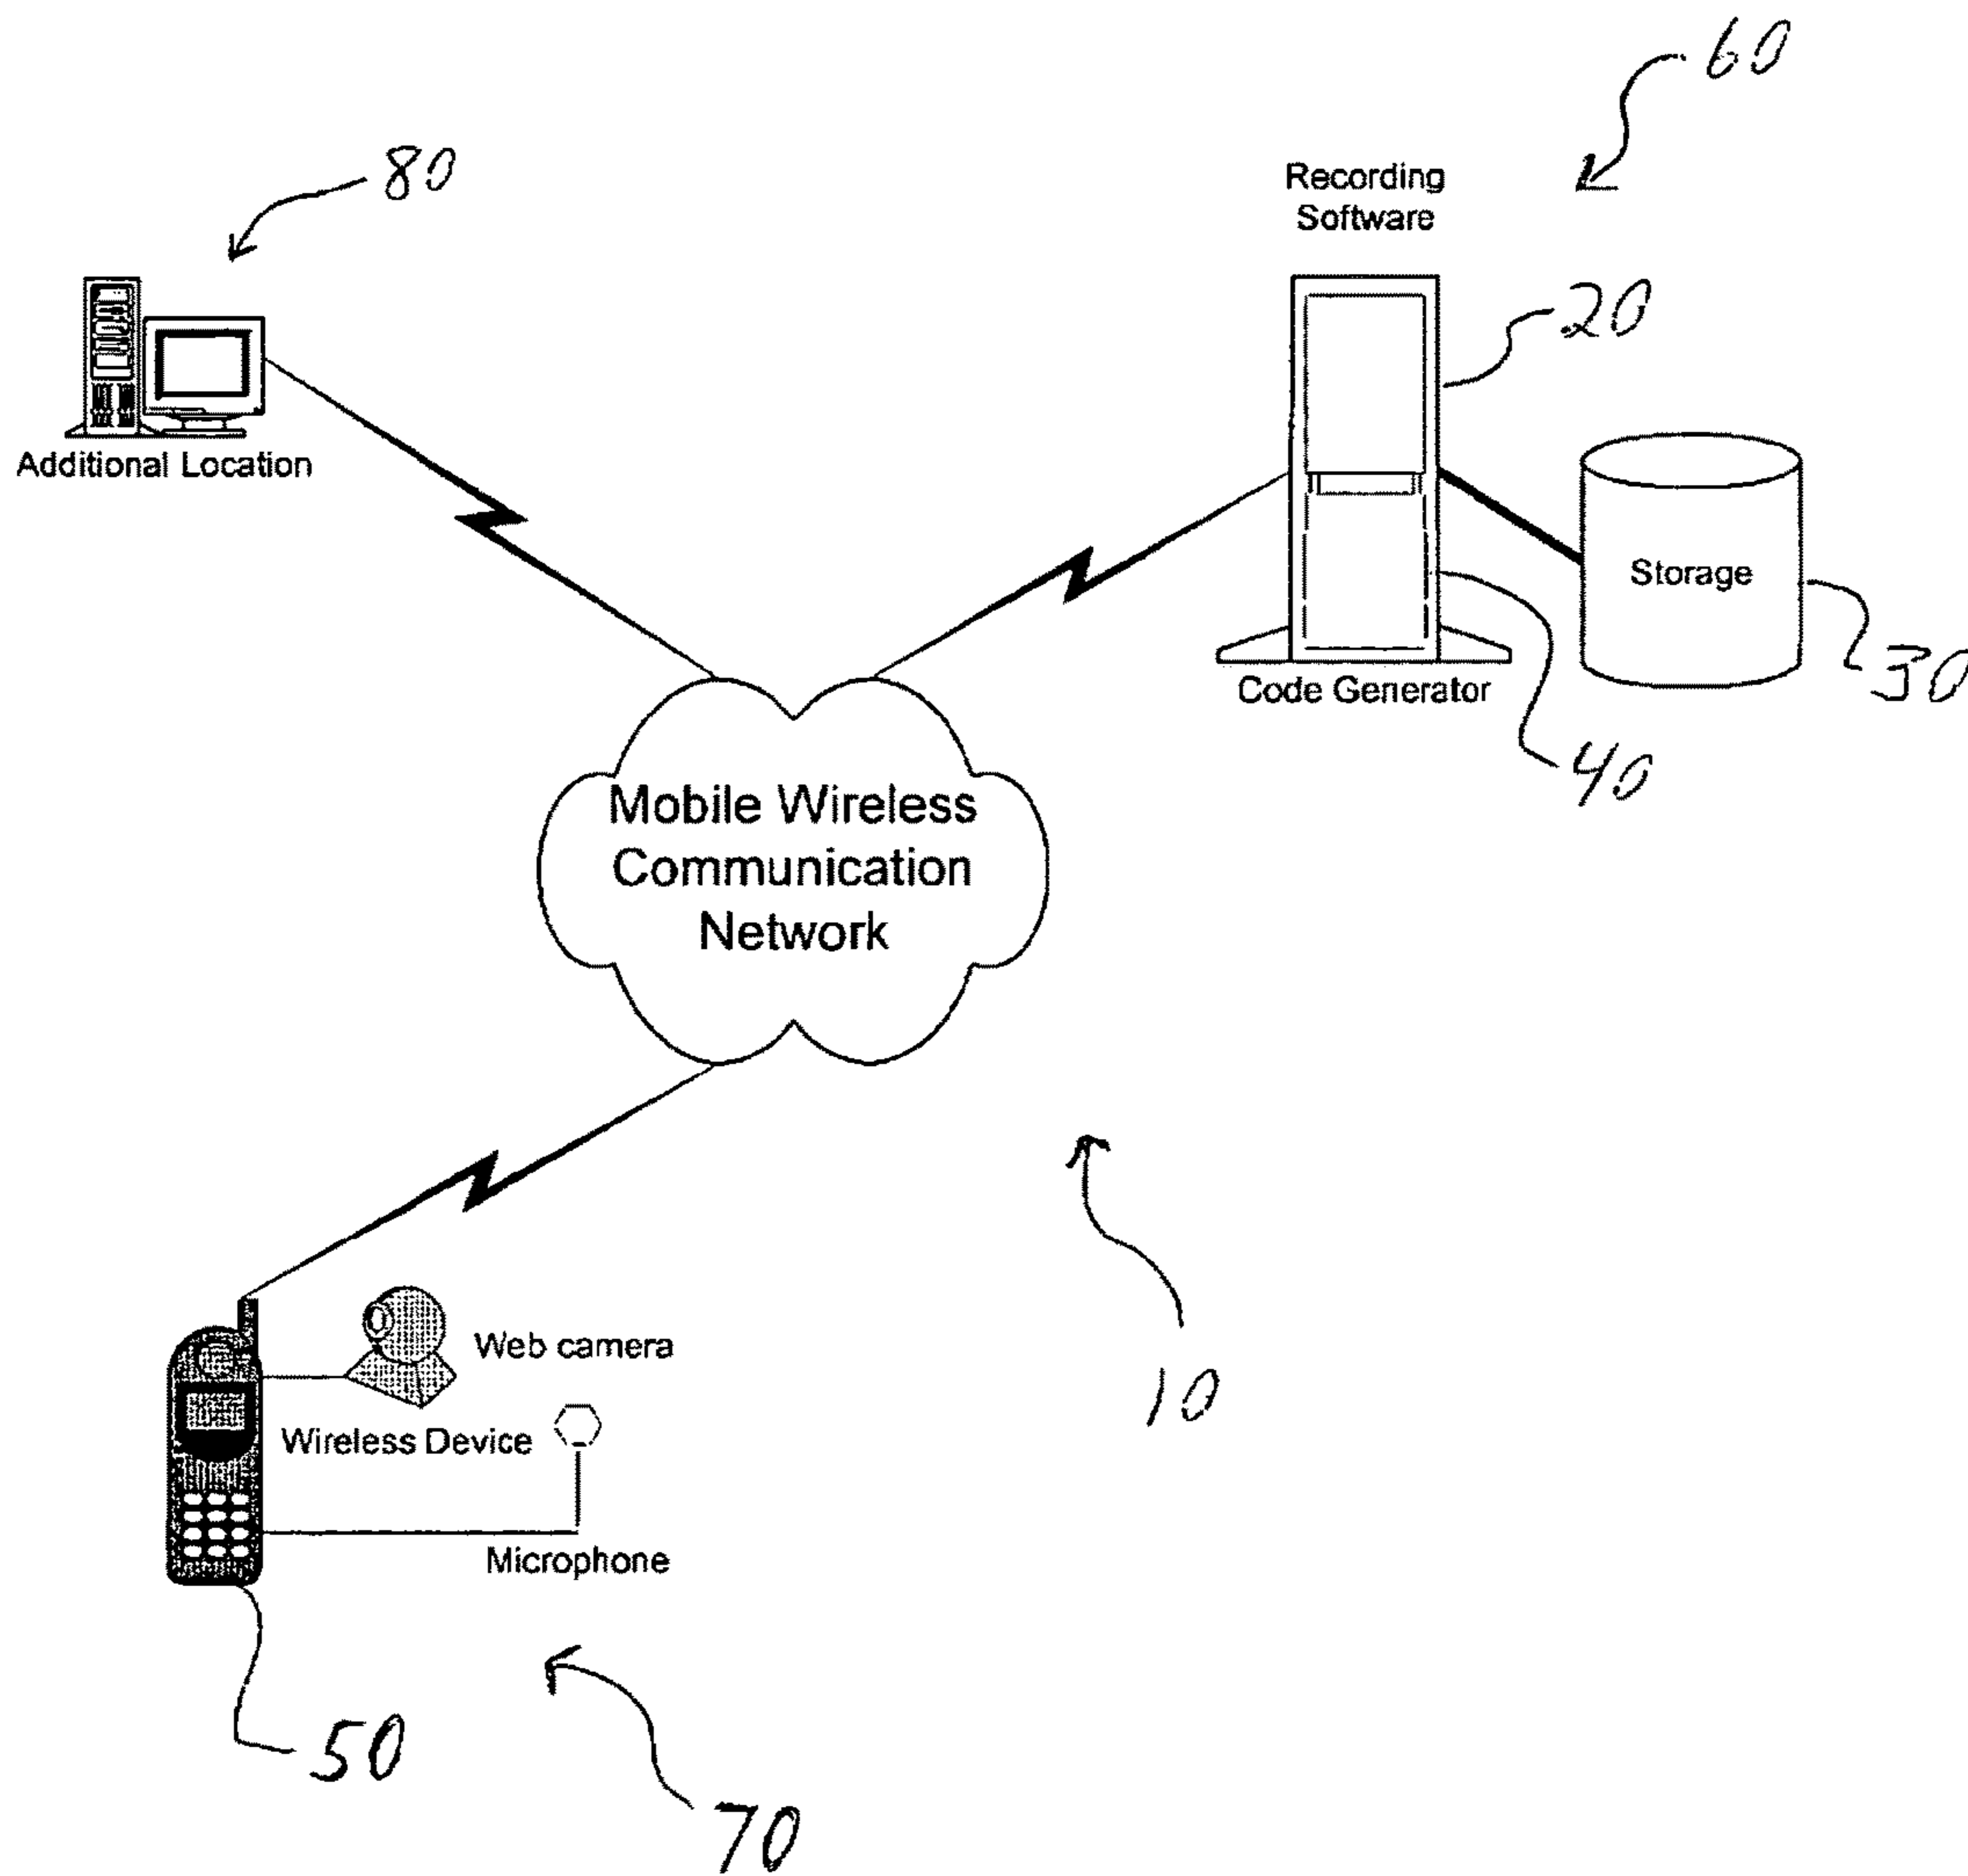 60
80
Recording
Software
20
Additional Location
Storage
30
Code Generator
40
Mobile Wireless
Communication
Network
10
Web camera
Wireless Device
Microphone
50
70